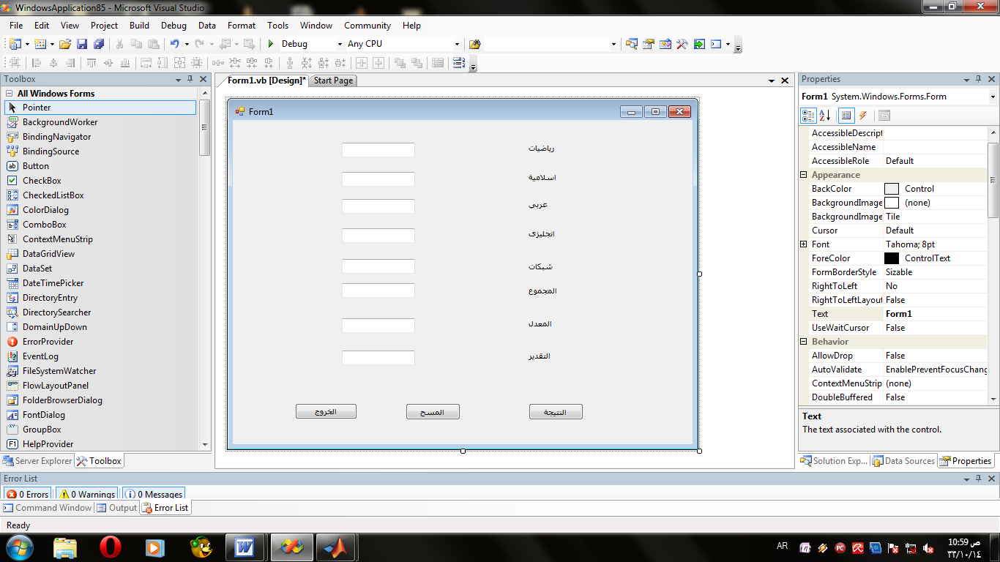 WindowsApplication85 - Microsoft Visual Studio
File Edit View Project Build Debug Data Format Tools Window Community Help
Debug Any CPU
Toolbox
All Windows Forms
Pointer
BackgroundWorker
BindingNavigator
BindingSource
Button
CheckBox
CheckedListBox
ColorDialog
ComboBox
ContextMenuStrip
DataGridView
DataSet
DateTimePicker
DirectoryEntry
DirectorySearcher
DomainUpDown
ErrorProvider
EventLog
FileSystemWatcher
FlowLayoutPanel
FolderBrowserDialog
FontDialog
GroupBox
HelpProvider
Server Explorer Toolbox
Form1.vb [Design]* Start Page
Form1
رياضيات
اسلامية
عربي
انجليزى
شبكات
المجموع
المعدل
التقدير
الخروج المسح النتيجة
Properties
Form1 System.Windows.Forms.Form
AccessibleDescript
AccessibleName
AccessibleRole Default
Appearance
BackColor Control
BackgroundImage (none)
BackgroundImage Tile
Cursor Default
Font Tahoma; 8pt
ForeColor ControlText
FormBorderStyle Sizable
RightToLeft No
RightToLeftLayout False
Text Form1
UseWaitCursor False
Behavior
AllowDrop False
AutoValidate EnablePreventFocusChang
ContextMenuStrip (none)
DoubleBuffered False
Text
The text associated with the control.
Solution Exp... Data Sources Properties
Error List
0 Errors 0 Warnings 0 Messages
Command Window Output Error List
Ready
AR
10:59 ص
٣٣/١٠/١٤